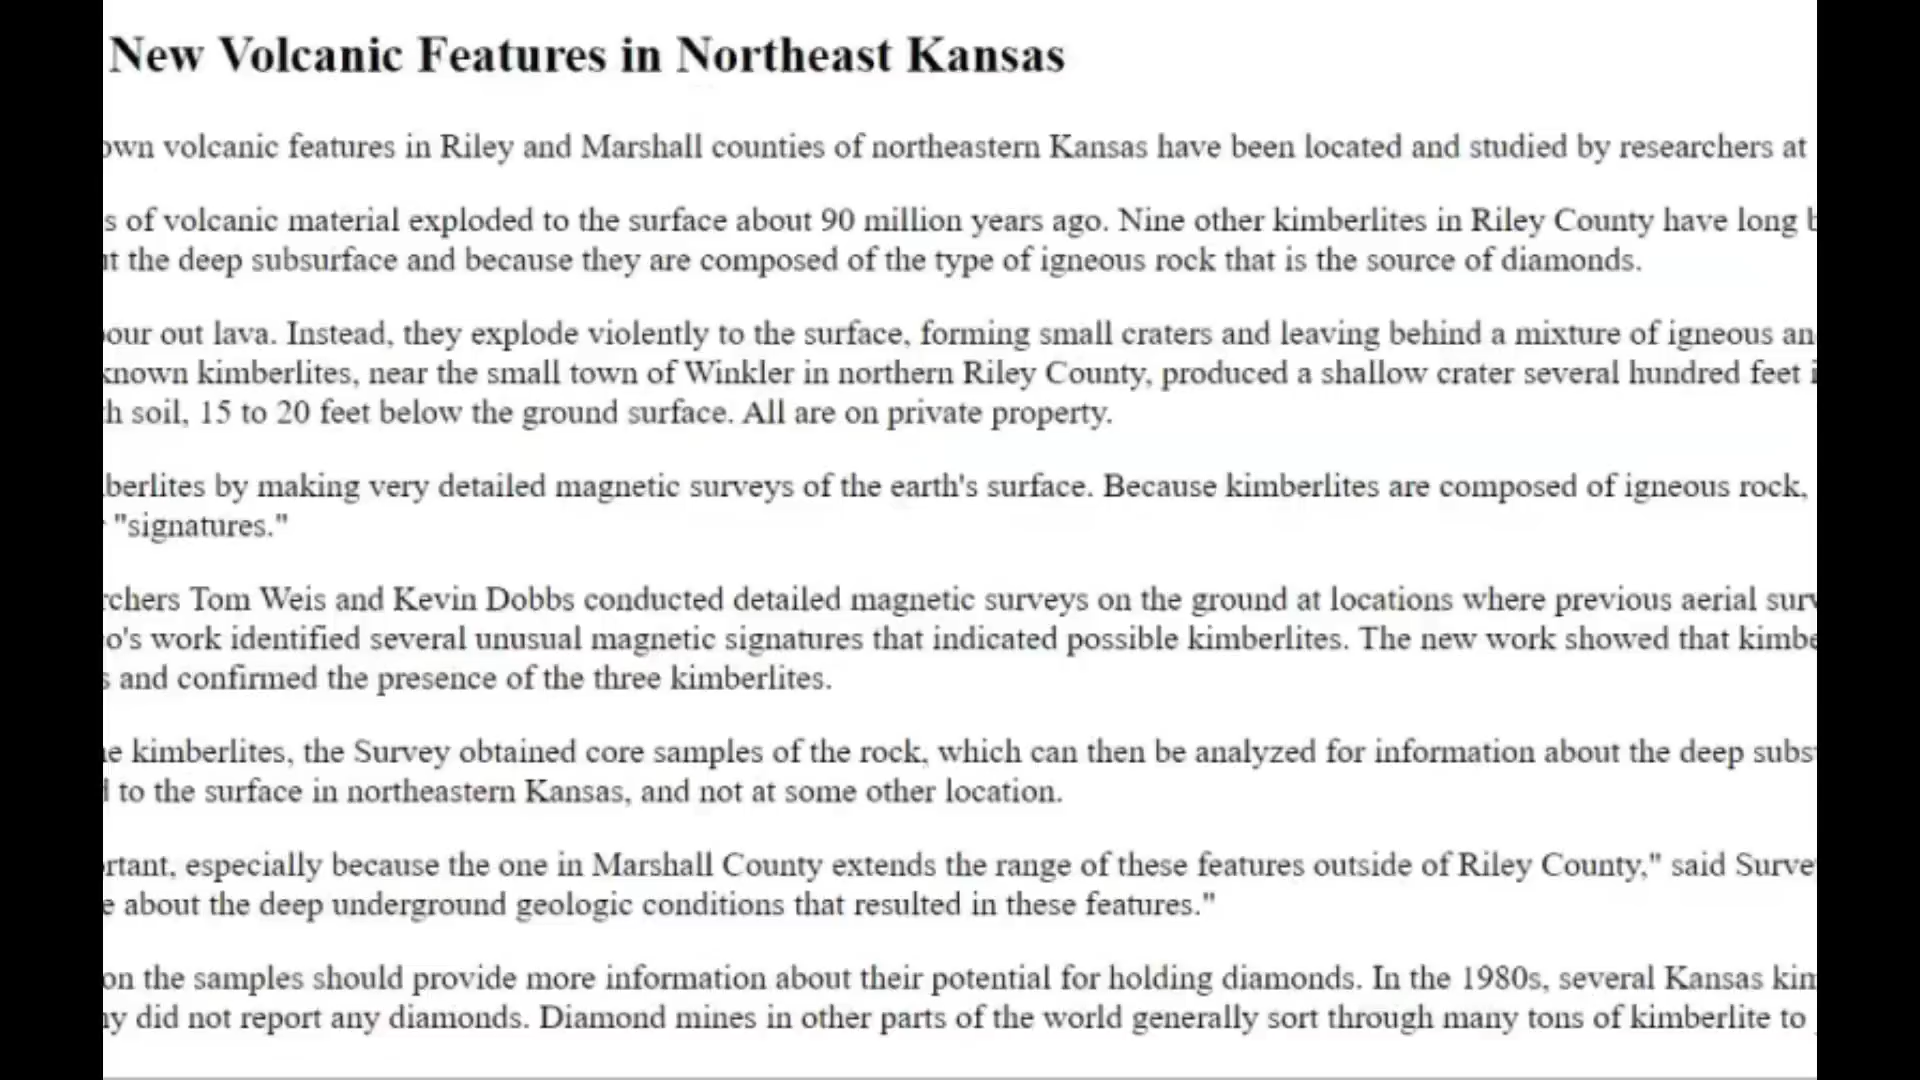 New Volcanic Features in Northeast Kansas
own volcanic features in Riley and Marshall counties of northeastern Kansas have been located and studied by researchers at
s of volcanic material exploded to the surface about 90 million years ago. Nine other kimberlites in Riley County have long
the deep subsurface and because they are composed of the type of igneous rock that is the source of diamonds.
our out lava. Instead, they explode violently to the surface, forming small craters and leaving behind a mixture of igneous an
known kimberlites, near the small town of Winkler in northern Riley County, produced a shallow crater several hundred feet
h soil, 15 to 20 feet below the ground surface. All are on private property.
berlites by making very detailed magnetic surveys of the earth's surface. Because kimberlites are composed of igneous rock,
"signatures."
rchers Tom Weis and Kevin Dobbs conducted detailed magnetic surveys on the ground at locations where previous aerial surv
o's work identified several unusual magnetic signatures that indicated possible kimberlites. The new work showed that kimbe
s and confirmed the presence of the three kimberlites.
e kimberlites, the Survey obtained core samples of the rock, which can then be analyzed for information about the deep subs
to the surface in northeastern Kansas, and not at some other location.
rtant, especially because the one in Marshall County extends the range of these features outside of Riley County," said Surve
e about the deep underground geologic conditions that resulted in these features."
on the samples should provide more information about their potential for holding diamonds. In the 1980s, several Kansas kim
ny did not report any diamonds. Diamond mines in other parts of the world generally sort through many tons of kimberlite to